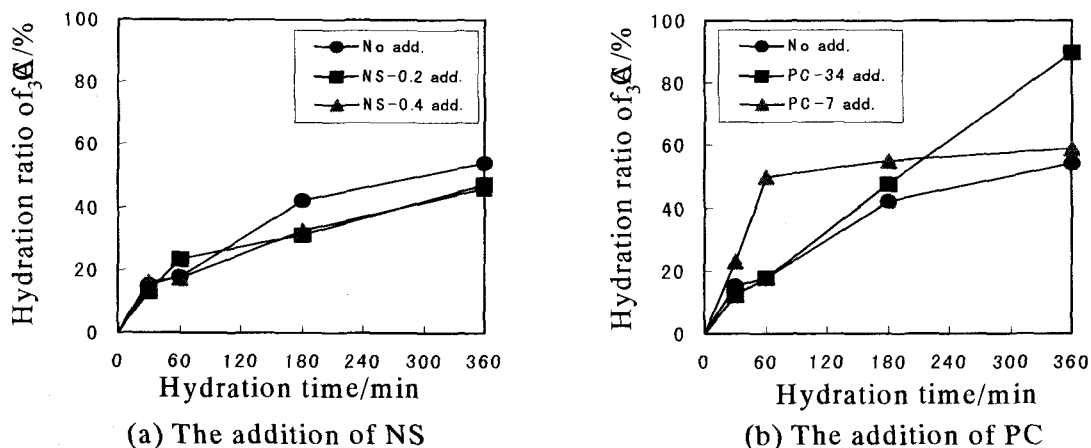 Hydration ratio of C₃A/%
100
80
60
40
20
0
No add.
NS-0.2 add.
NS-0.4 add.
0 60 120 180 240 300 360
Hydration time/min
(a) The addition of NS
Hydration ratio of C₃A/%
100
80
60
40
20
0
No add.
PC-34 add.
PC-7 add.
0 60 120 180 240 300 360
Hydration time/min
(b) The addition of PC